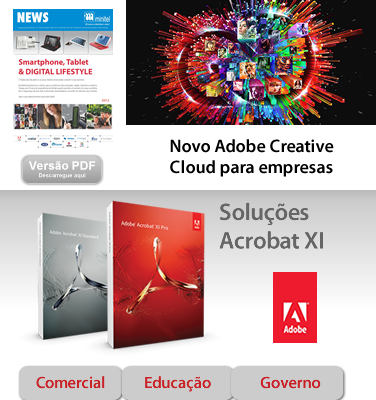 NEWS
minitel
Smartphone, Tablet
& DIGITAL LIFESTYLE
Versão PDF
Descarregue aqui
Novo Adobe Creative
Cloud para empresas
Soluções
Acrobat XI
Adobe Acrobat XI Standard
Adobe Acrobat XI Pro
Adobe
Comercial
Educação
Governo